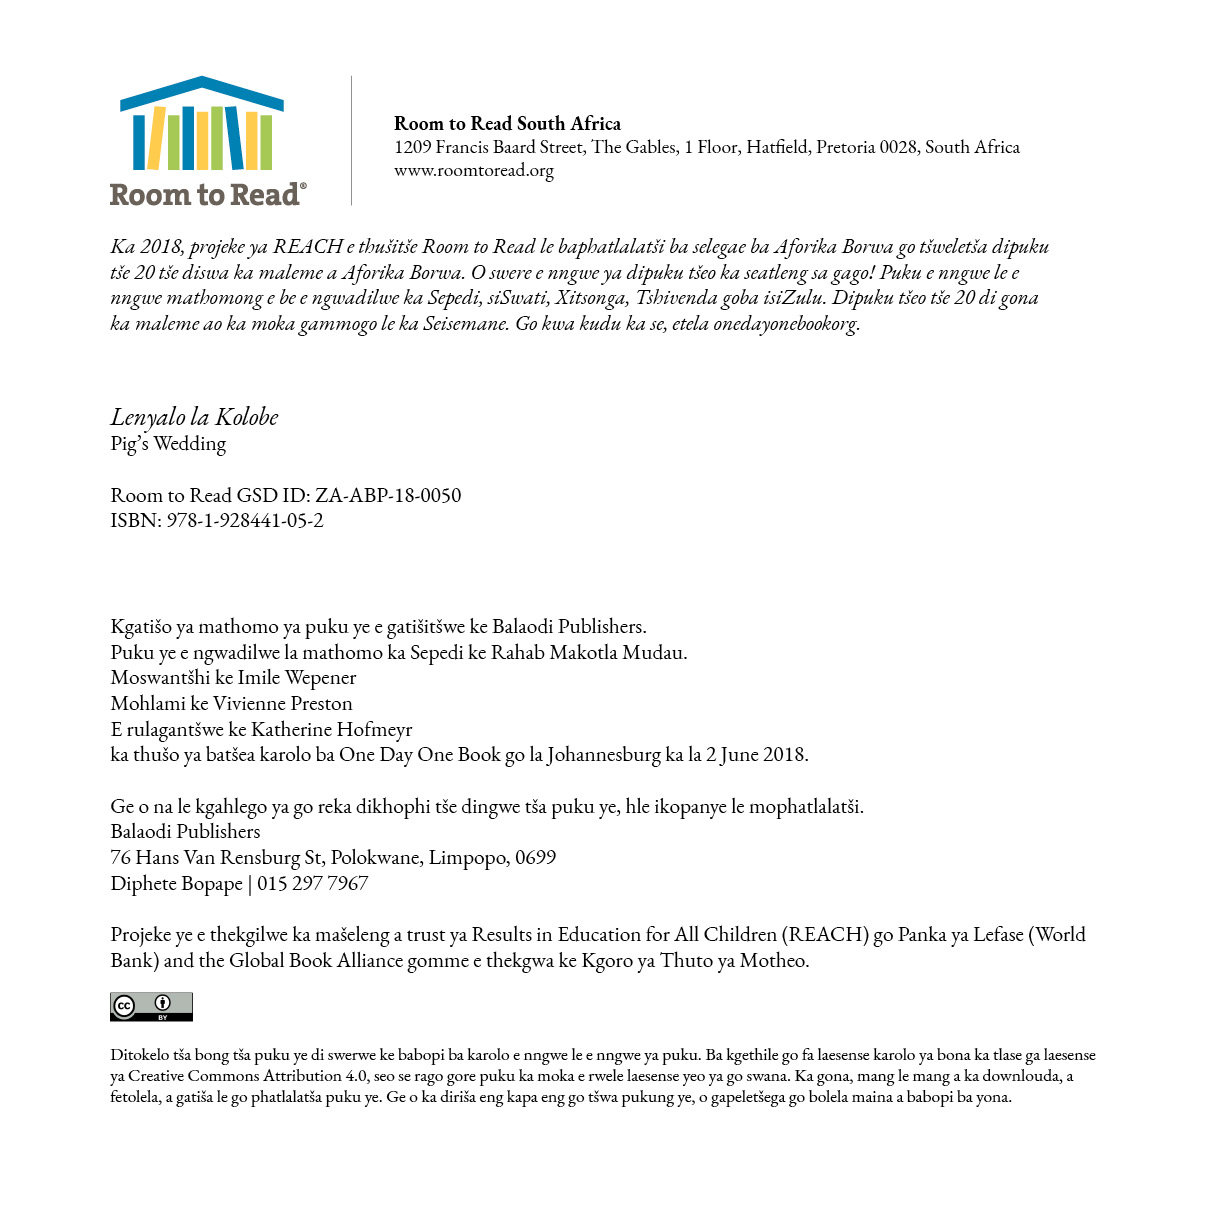 Room to Read®
Room to Read South Africa
1209 Francis Baard Street, The Gables, 1 Floor, Hatfield, Pretoria 0028, South Africa
www.roomtoread.org
Ka 2018, projeke ya REACH e thušitše Room to Read le baphatlalatši ba selegae ba Aforika Borwa go tšweletša dipuku
tše 20 tše diswa ka maleme a Aforika Borwa. O swere e nngwe ya dipuku tšeo ka seatleng sa gago! Puku e nngwe le e
nngwe mathomong e be e ngwadilwe ka Sepedi, siSwati, Xitsonga, Tshivenda goba isiZulu. Dipuku tšeo tše 20 di gona
ka maleme ao ka moka gammogo le ka Seisemane. Go kwa kudu ka se, etela onedayonebookorg.
Lenyalo la Kolobe
Pig’s Wedding
Room to Read GSD ID: ZA-ABP-18-0050
ISBN: 978-1-928441-05-2
Kgatišo ya mathomo ya puku ye e gatišitšwe ke Balaodi Publishers.
Puku ye e ngwadilwe la mathomo ka Sepedi ke Rahab Makotla Mudau.
Moswantšhi ke Imile Wepener
Mohlami ke Vivienne Preston
E rulagantšwe ke Katherine Hofmeyr
ka thušo ya batšea karolo ba One Day One Book go la Johannesburg ka la 2 June 2018.
Ge o na le kgahlego ya go reka dikhophi tše dingwe tša puku ye, hle ikopanye le mophatlalatši.
Balaodi Publishers
76 Hans Van Rensburg St, Polokwane, Limpopo, 0699
Diphete Bopape | 015 297 7967
Projeke ye e thekgilwe ka mašeleng a trust ya Results in Education for All Children (REACH) go Panka ya Lefase (World
Bank) and the Global Book Alliance gomme e thekgwa ke Kgoro ya Thuto ya Motheo.
cc BY
Ditokelo tša bong tša puku ye di swerwe ke babopi ba karolo e nngwe le e nngwe ya puku. Ba kgethile go fa laesense karolo ya bona ka tlase ga laesense
ya Creative Commons Attribution 4.0, seo se rago gore puku ka moka e rwele laesense yeo ya go swana. Ka gona, mang le mang a ka downlouda, a
fetolela, a gatiša le go phatlalatša puku ye. Ge o ka diriša eng kapa eng go tšwa pukung ye, o gapeletšega go bolela maina a babopi ba yona.